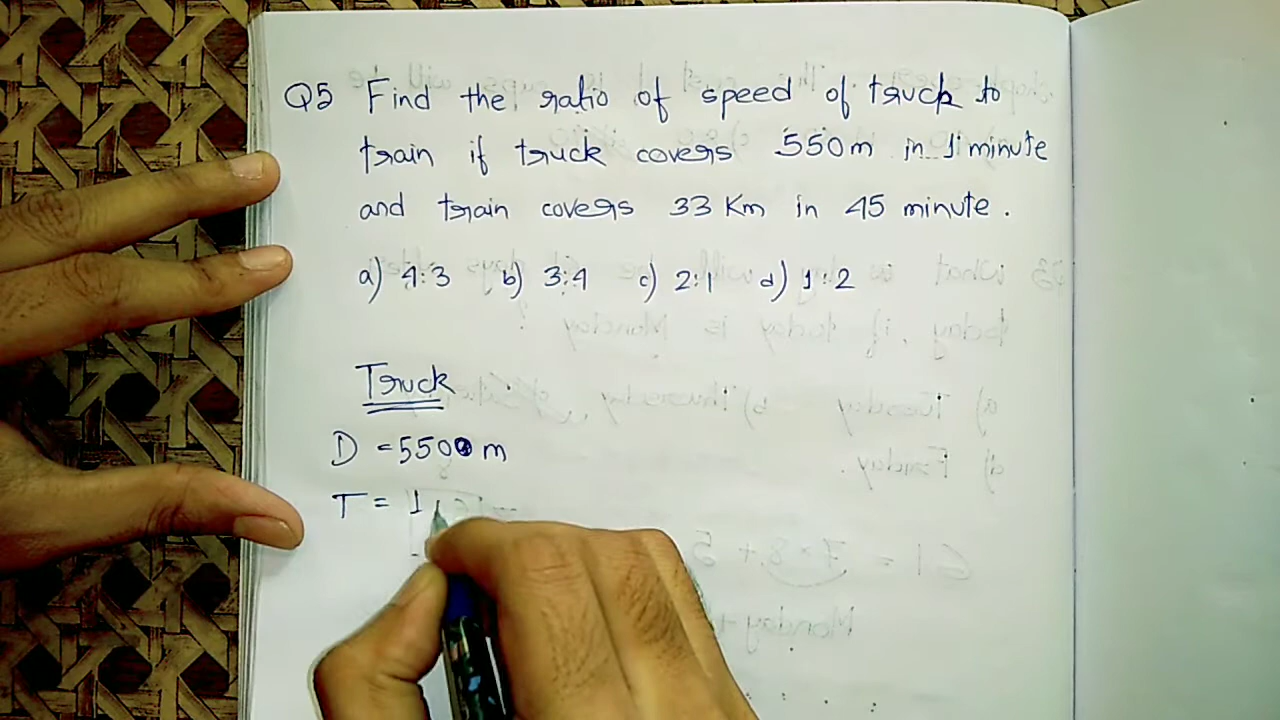 Q5 Find the ratio of speed of truck to
train if truck covers 550m in 1 minute
and train covers 33 Km in 45 minute.
a) 4:3 b) 3:4 c) 2:1 d) 1:2
Truck
D = 550 m
T = 1